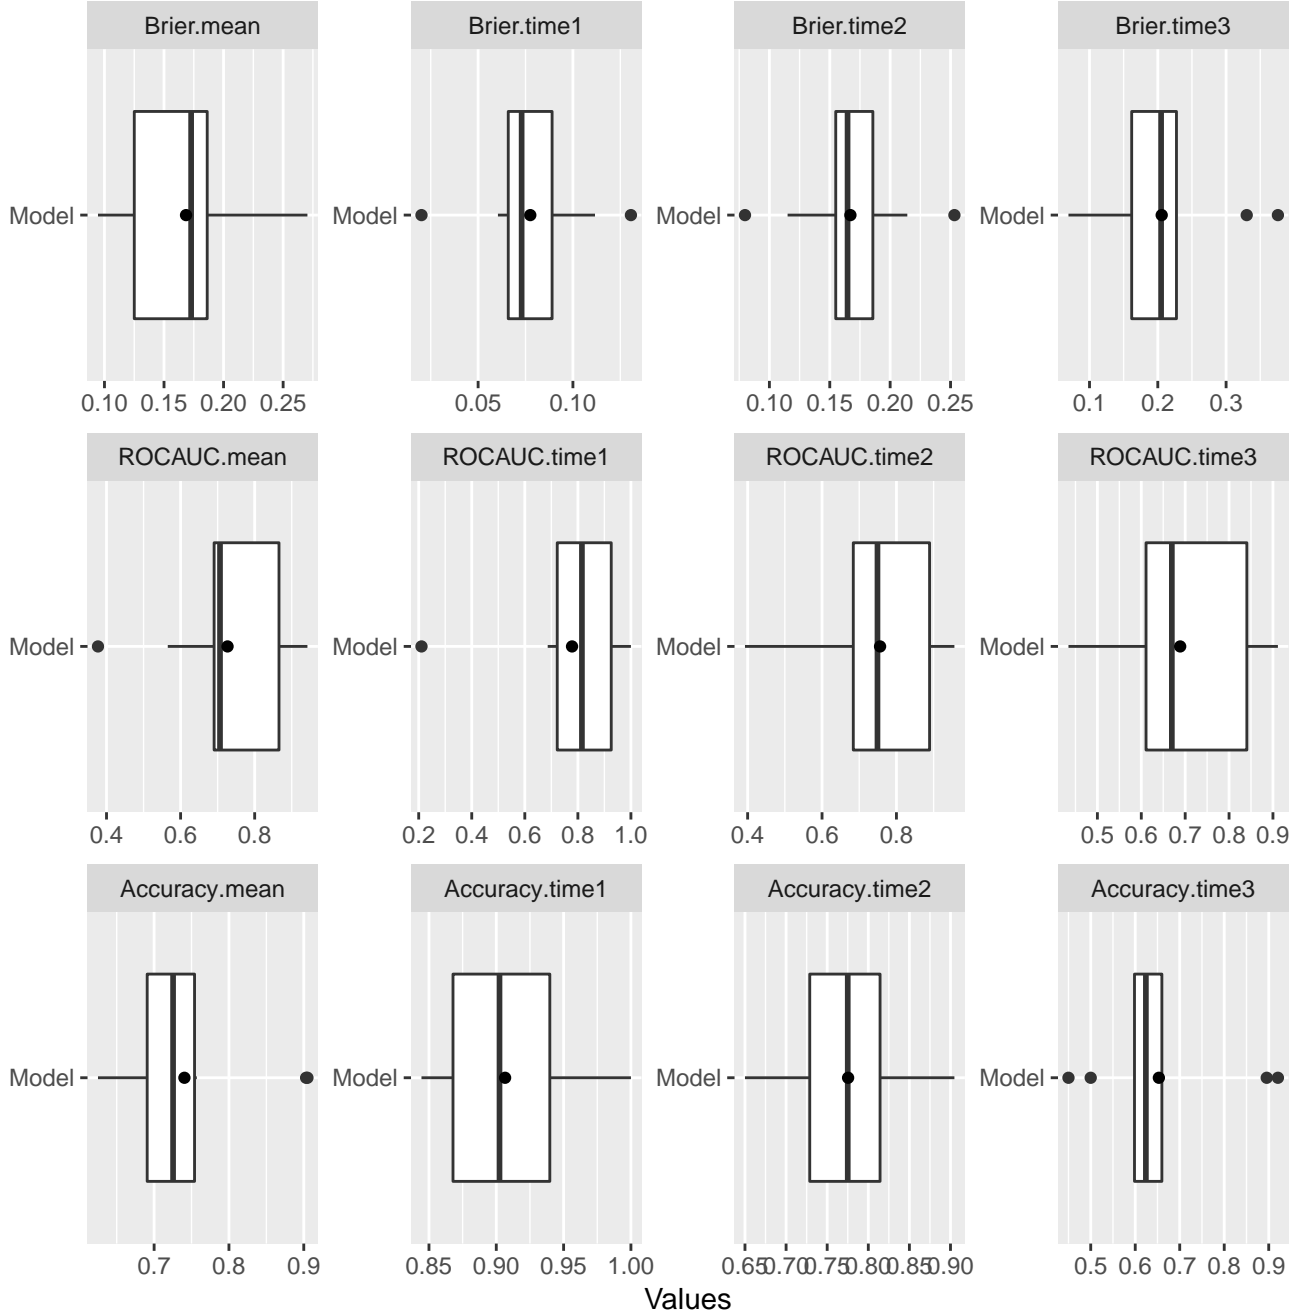 Brier.mean Brier.time1 Brier.time2 Brier.time3
Model Model Model Model
0.10 0.15 0.20 0.25 0.05 0.10 0.10 0.15 0.20 0.25 0.1 0.2 0.3
ROCAUC.mean ROCAUC.time1 ROCAUC.time2 ROCAUC.time3
Model Model Model Model
0.4 0.6 0.8 0.2 0.4 0.6 0.8 1.0 0.4 0.6 0.8 0.5 0.6 0.7 0.8 0.9
Accuracy.mean Accuracy.time1 Accuracy.time2 Accuracy.time3
Model Model Model Model
0.7 0.8 0.9 0.85 0.90 0.95 1.00 0.65 0.70 0.75 0.80 0.85 0.90 0.5 0.6 0.7 0.8 0.9
Values